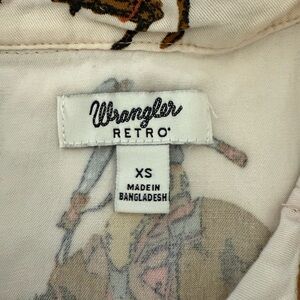 Wrangler
RETRO®
XS
MADE IN
BANGLADESH